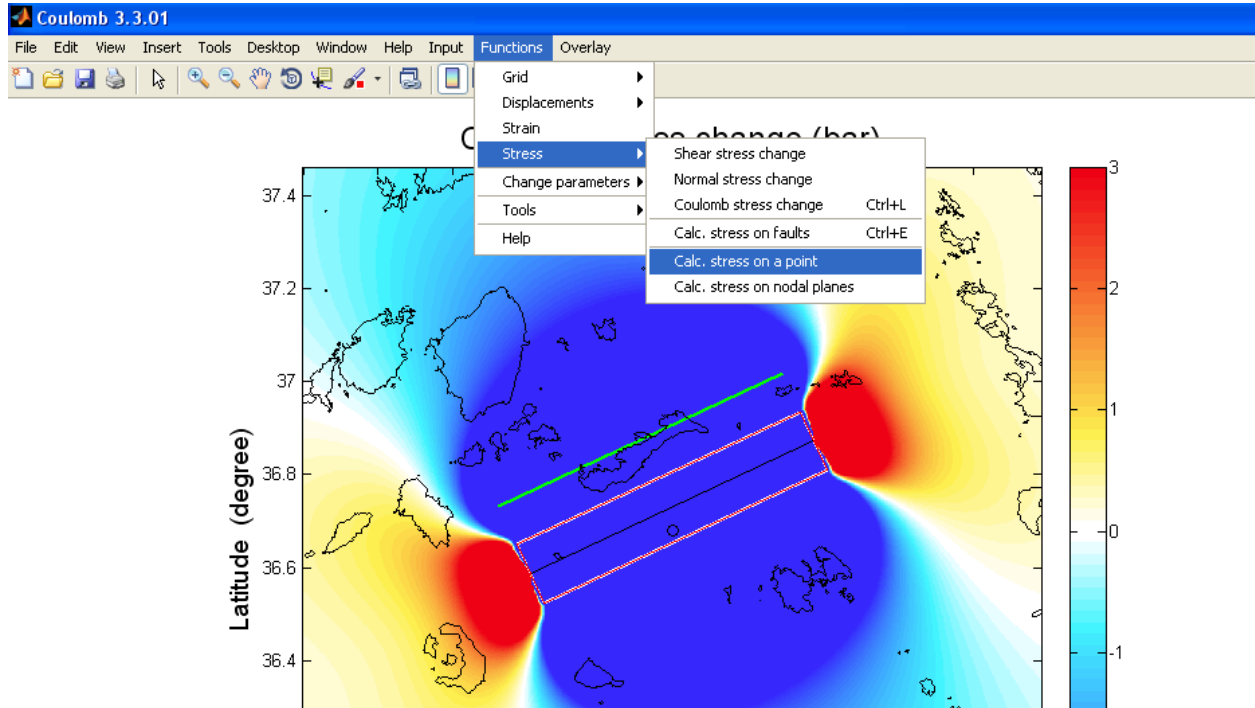 Coulomb 3.3.01
File Edit View Insert Tools Desktop Window Help Input Functions Overlay
Grid
Displacements
Strain
Stress
Change parameters
Tools
Help
Shear stress change
Normal stress change
Coulomb stress change Ctrl+L
Calc. stress on faults Ctrl+E
Calc. stress on a point
Calc. stress on nodal planes
change (bar)
Latitude (degree)
37.4
37.2
37
36.8
36.6
36.4
3
2
1
0
-1